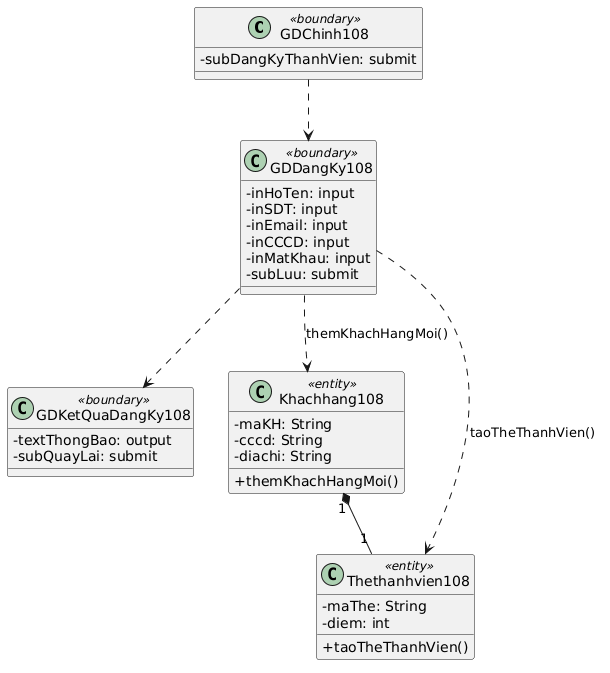 C
«boundary»
GDChinh108
-subDangKyThanhVien: submit
C
«boundary»
GDDangKy108
-inHoTen: input
-inSDT: input
-inEmail: input
-inCCCD: input
-inMatKhau: input
-subLuu: submit
themKhachHangMoi()
taoTheThanhVien()
C
«boundary»
GDKetQuaDangKy108
-textThongBao: output
-subQuayLai: submit
C
«entity»
Khachhang108
-maKH: String
-cccd: String
-diachi: String
+themKhachHangMoi()
1
1
C
«entity»
Thethanhvien108
-maThe: String
-diem: int
+taoTheThanhVien()